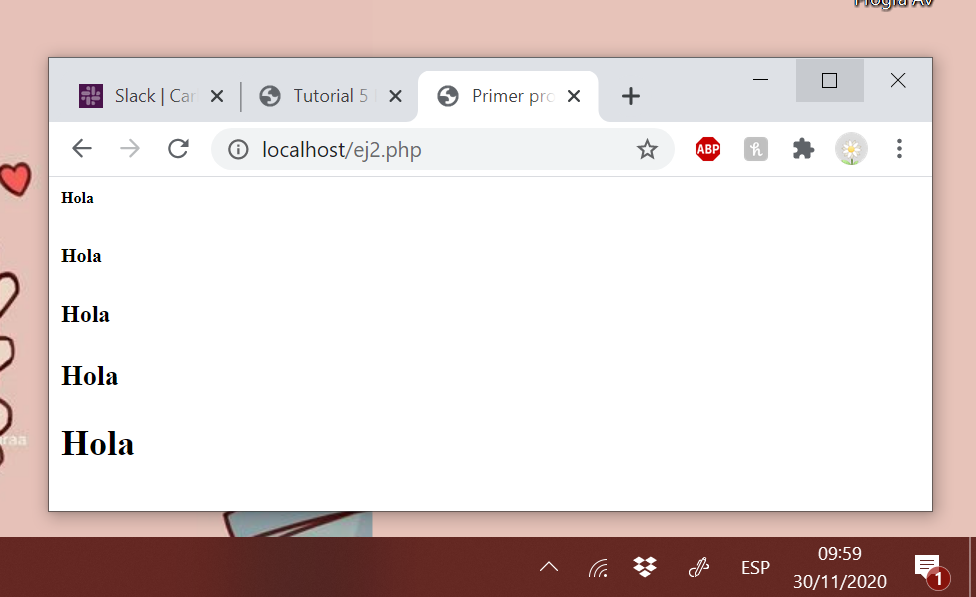 Progra Av
Slack | Car
Tutorial 5
Primer pro
localhost/ej2.php
ABP
h
Hola
Hola
Hola
Hola
Hola
ESP
09:59
30/11/2020
1